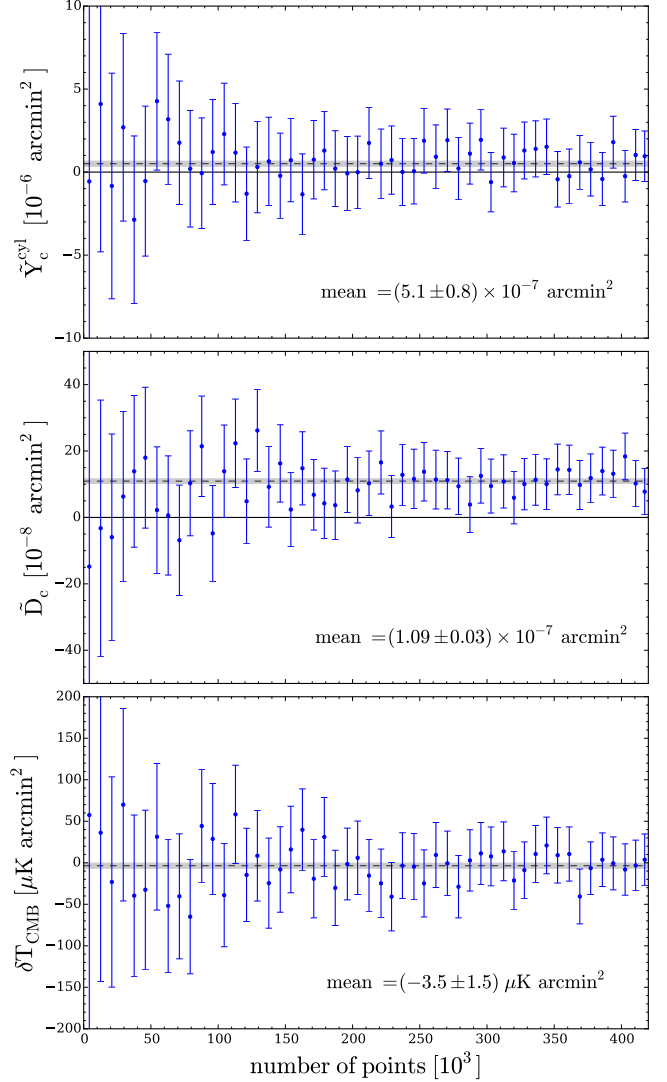 10
5
0
−5
−10
Ỹ_c^cyl [10^−6 arcmin^2]
mean =(5.1±0.8)×10^−7 arcmin^2
40
20
0
−20
−40
D̃_c [10^−8 arcmin^2]
mean =(1.09±0.03)×10^−7 arcmin^2
200
150
100
50
0
−50
−100
−150
−200
δT_CMB [μK arcmin^2]
mean =(−3.5±1.5) μK arcmin^2
0 50 100 150 200 250 300 350 400
number of points [10^3]